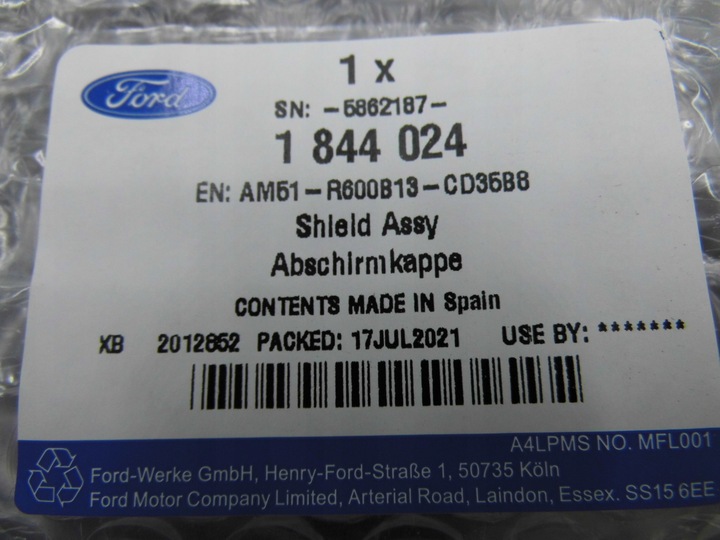 Ford
1 x
SN: -5862187-
1 844 024
EN: AM51-R600B13-CD35B8
Shield Assy
Abschirmkappe
CONTENTS MADE IN Spain
XB 2012852 PACKED: 17JUL2021 USE BY: *******
A4LPMS NO. MFL001
Ford-Werke GmbH, Henry-Ford-Straße 1, 50735 Köln
Ford Motor Company Limited, Arterial Road, Laindon, Essex. SS15 6EE